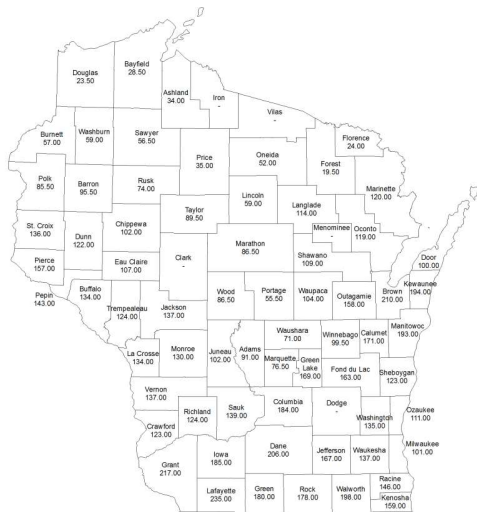 Douglas
23.50
Bayfield
28.50
Ashland
34.00
Iron
-
Vilas
-
Florence
24.00
Burnett
57.00
Washburn
59.00
Sawyer
56.50
Price
35.00
Oneida
52.00
Forest
19.50
Marinette
120.00
Polk
85.50
Barron
95.50
Rusk
74.00
Lincoln
59.00
Langlade
114.00
Taylor
89.50
St. Croix
136.00
Dunn
122.00
Chippewa
102.00
Marathon
86.50
Menominee
-
Oconto
119.00
Shawano
109.00
Door
100.00
Pierce
157.00
Eau Claire
107.00
Clark
-
Pepin
143.00
Buffalo
134.00
Trempealeau
124.00
Jackson
137.00
Wood
86.50
Portage
55.50
Waupaca
104.00
Outagamie
158.00
Brown
210.00
Kewaunee
194.00
La Crosse
134.00
Monroe
130.00
Juneau
102.00
Adams
91.00
Waushara
71.00
Marquette
76.50
Green
Lake
169.00
Winnebago
99.50
Calumet
171.00
Manitowoc
193.00
Fond du Lac
163.00
Sheboygan
123.00
Vernon
137.00
Richland
124.00
Sauk
139.00
Columbia
184.00
Dodge
-
Washington
135.00
Ozaukee
111.00
Crawford
123.00
Grant
217.00
Iowa
185.00
Dane
206.00
Jefferson
167.00
Waukesha
137.00
Milwaukee
101.00
Lafayette
235.00
Green
180.00
Rock
178.00
Walworth
198.00
Racine
146.00
Kenosha
159.00